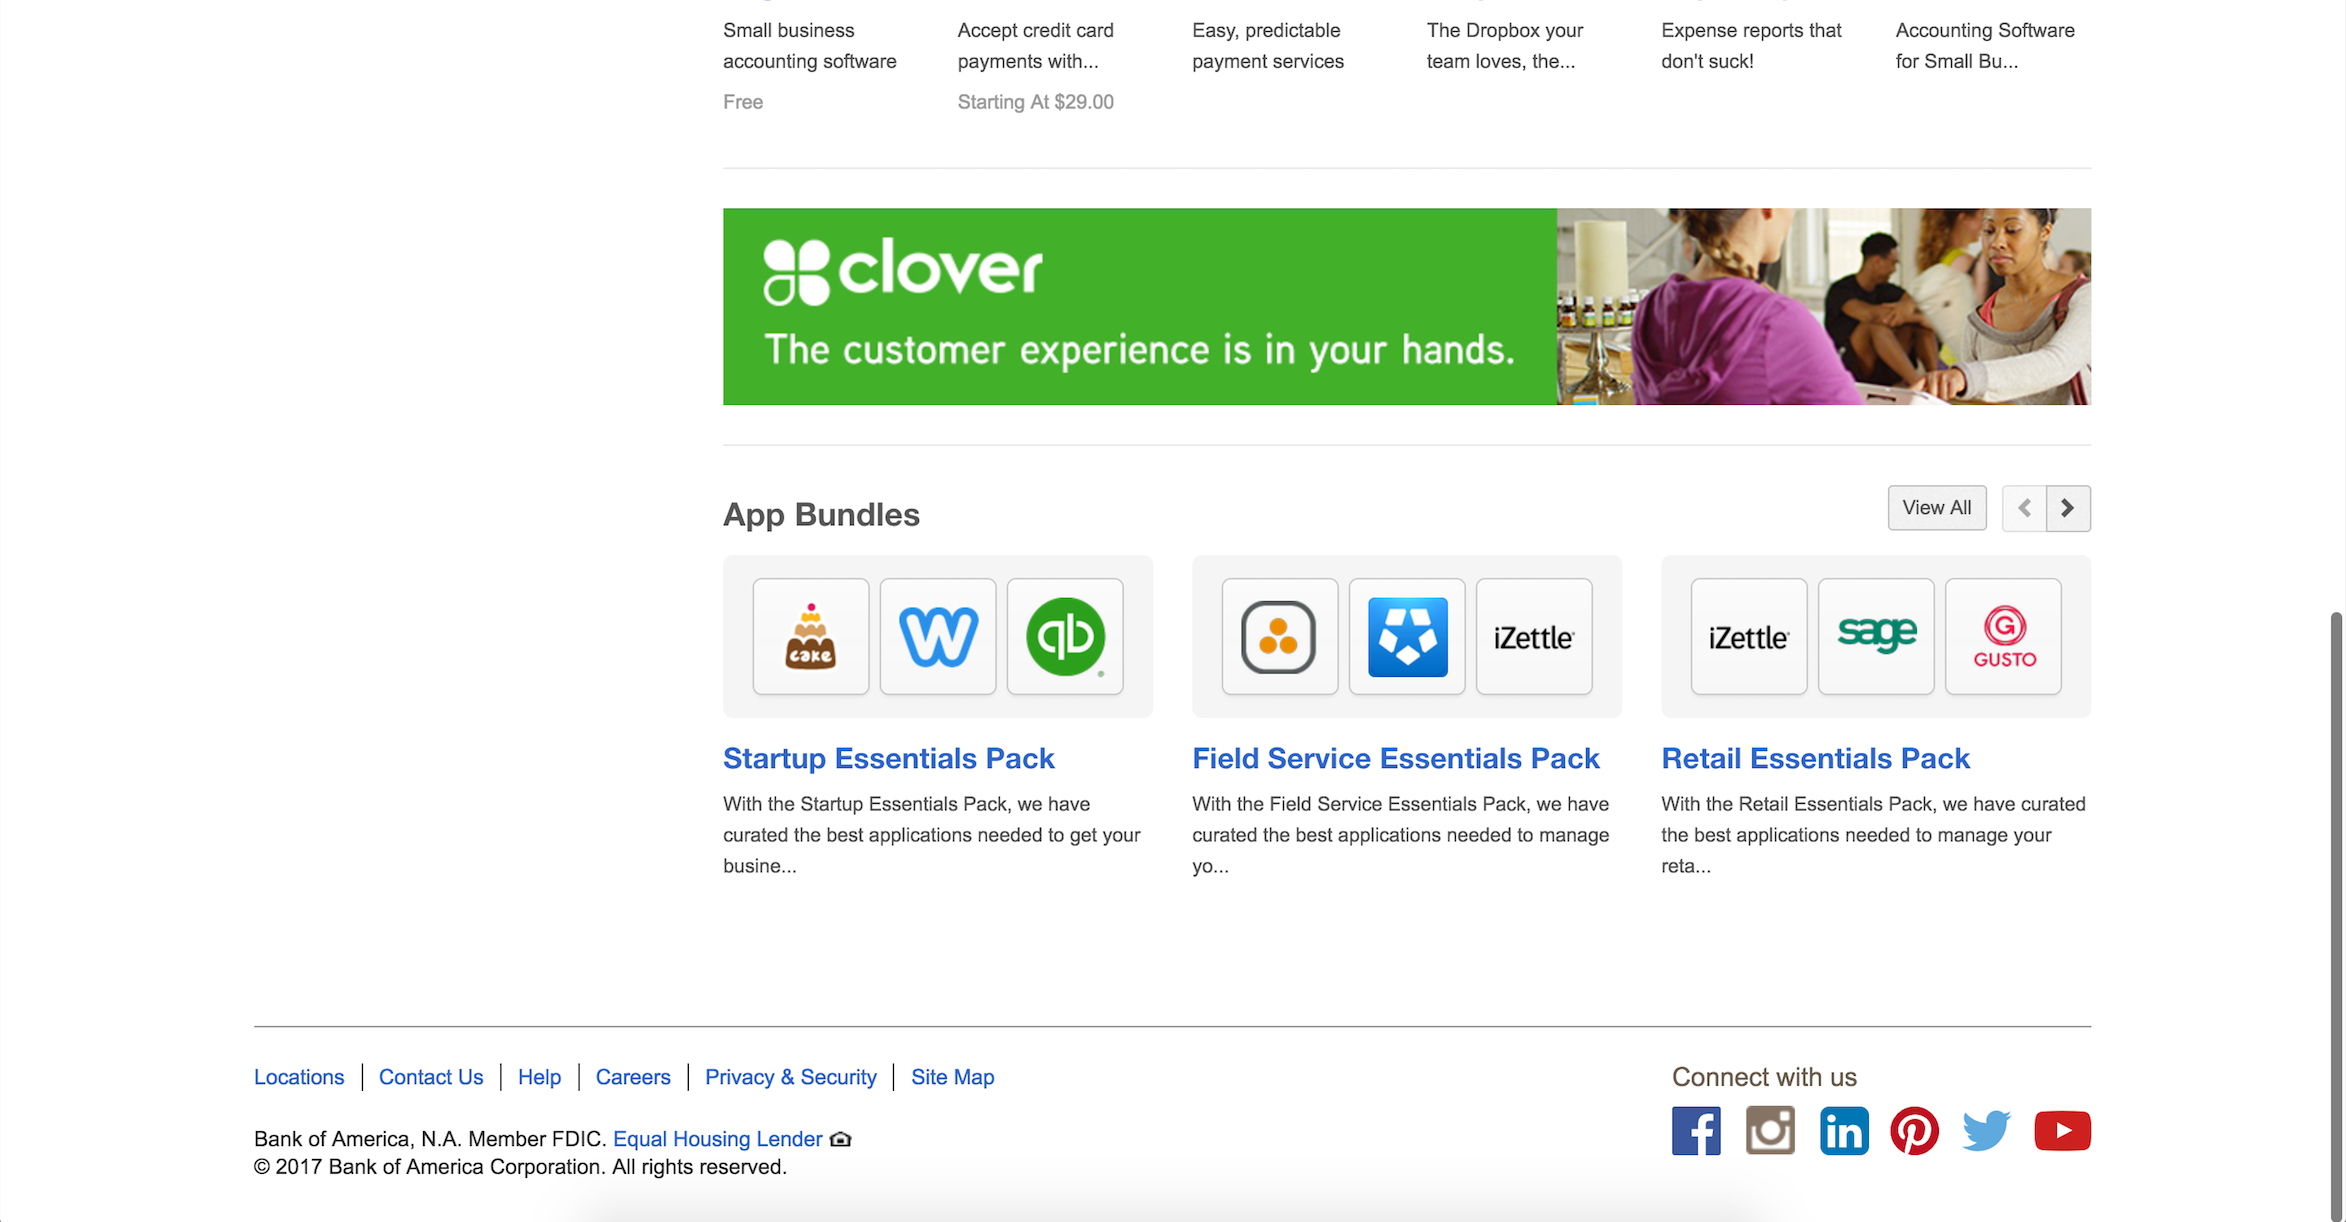 Small business
accounting software
Free
Accept credit card
payments with...
Starting At $29.00
Easy, predictable
payment services
The Dropbox your
team loves, the...
Expense reports that
don't suck!
Accounting Software
for Small Bu...
clover
The customer experience is in your hands.
App Bundles
View All
cake
W
qb
iZettle
iZettle
sage
G
GUSTO
Startup Essentials Pack
With the Startup Essentials Pack, we have
curated the best applications needed to get your
busine...
Field Service Essentials Pack
With the Field Service Essentials Pack, we have
curated the best applications needed to manage
yo...
Retail Essentials Pack
With the Retail Essentials Pack, we have curated
the best applications needed to manage your
reta...
Locations | Contact Us | Help | Careers | Privacy & Security | Site Map
Connect with us
Bank of America, N.A. Member FDIC. Equal Housing Lender
© 2017 Bank of America Corporation. All rights reserved.